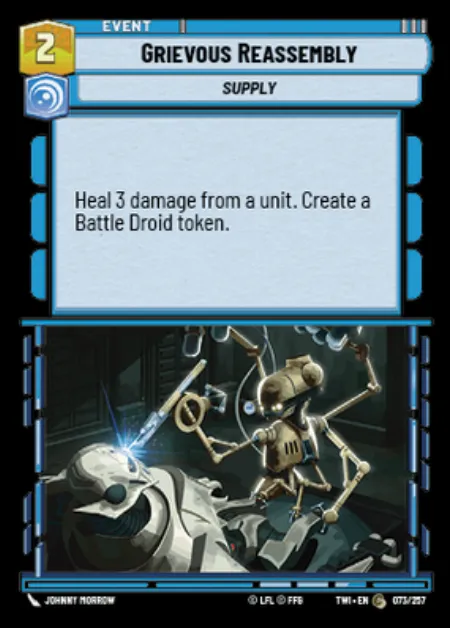 EVENT
2
GRIEVOUS REASSEMBLY
SUPPLY
Heal 3 damage from a unit. Create a
Battle Droid token.
JOHNNY MORROW
© LFL © FFG
TWI • EN C 073/257